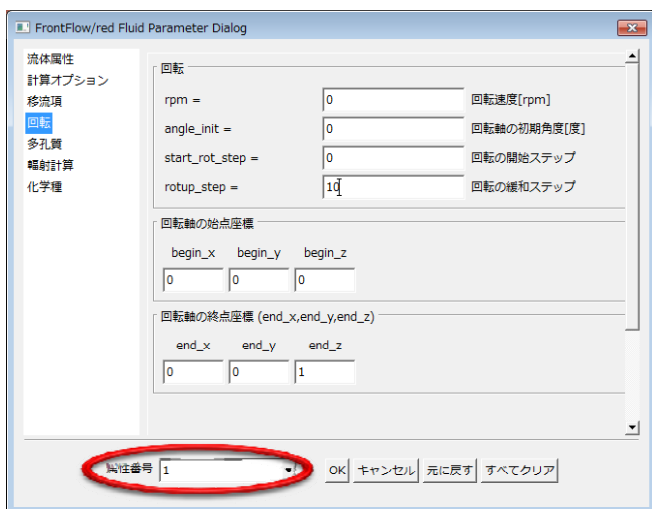 FrontFlow/red Fluid Parameter Dialog
流体属性
計算オプション
移流項
回転
多孔質
輻射計算
化学種
回転
rpm = 0 回転速度[rpm]
angle_init = 0 回転軸の初期角度[度]
start_rot_step = 0 回転の開始ステップ
rotup_step = 10 回転の緩和ステップ
回転軸の始点座標
begin_x begin_y begin_z
0 0 0
回転軸の終点座標 (end_x,end_y,end_z)
end_x end_y end_z
0 0 1
属性番号 1 OK キャンセル 元に戻す すべてクリア